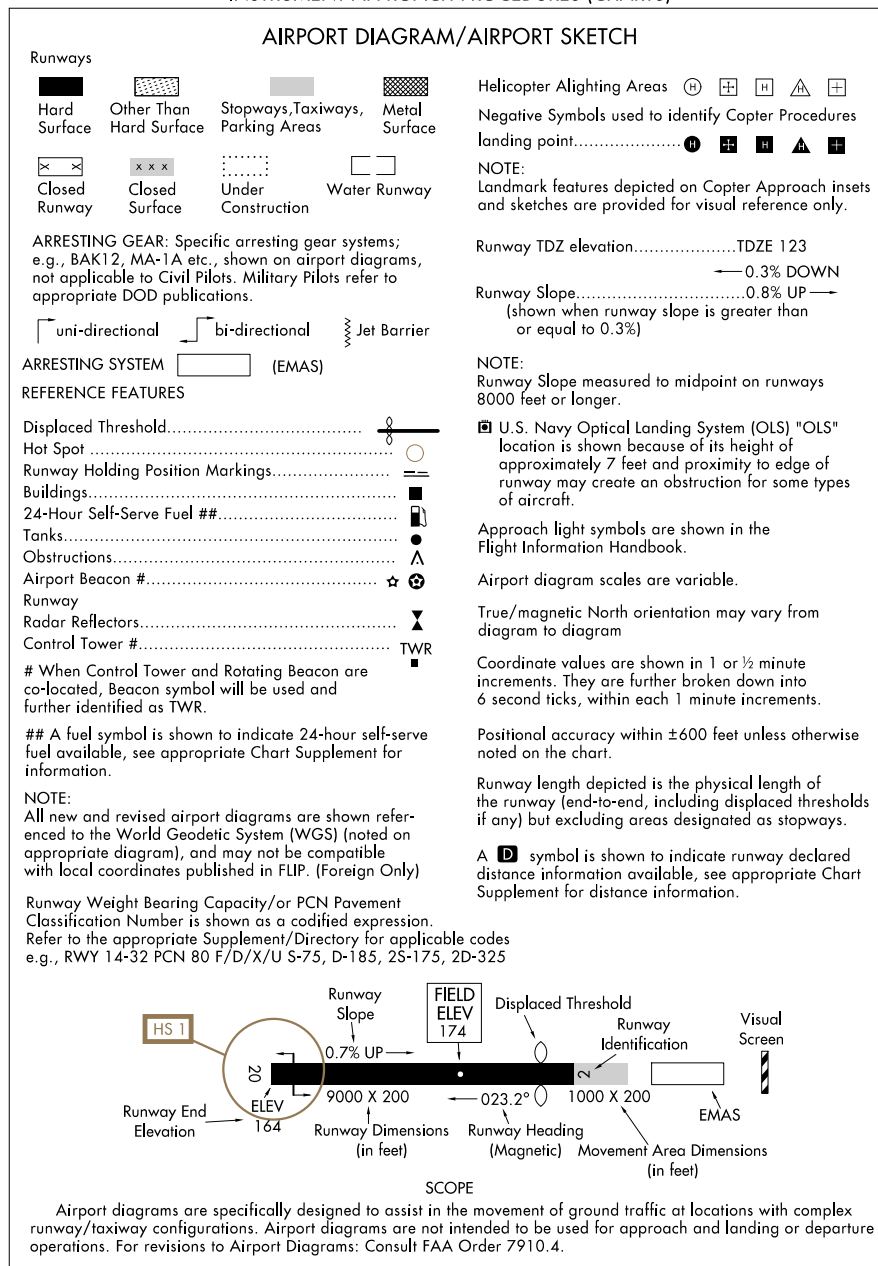 AIRPORT DIAGRAM/AIRPORT SKETCH
Runways
Hard
Surface
Other Than
Hard Surface
Stopways,Taxiways,
Parking Areas
Metal
Surface
x x
x x x
Closed
Runway
Closed
Surface
Under
Construction
Water Runway
ARRESTING GEAR: Specific arresting gear systems;
e.g., BAK12, MA-1A etc., shown on airport diagrams,
not applicable to Civil Pilots. Military Pilots refer to
appropriate DOD publications.
uni-directional
bi-directional
Jet Barrier
ARRESTING SYSTEM
(EMAS)
REFERENCE FEATURES
Displaced Threshold....................................
Hot Spot ......................................................
Runway Holding Position Markings.....................
Buildings......................................................
24-Hour Self-Serve Fuel ##................................
Tanks...........................................................
Obstructions..................................................
Airport Beacon #..........................................
Runway
Radar Reflectors............................................
Control Tower #............................................ TWR
# When Control Tower and Rotating Beacon are
co-located, Beacon symbol will be used and
further identified as TWR.
## A fuel symbol is shown to indicate 24-hour self-serve
fuel available, see appropriate Chart Supplement for
information.
NOTE:
All new and revised airport diagrams are shown refer-
enced to the World Geodetic System (WGS) (noted on
appropriate diagram), and may not be compatible
with local coordinates published in FLIP. (Foreign Only)
Runway Weight Bearing Capacity/or PCN Pavement
Classification Number is shown as a codified expression.
Refer to the appropriate Supplement/Directory for applicable codes
e.g., RWY 14-32 PCN 80 F/D/X/U S-75, D-185, 2S-175, 2D-325
Helicopter Alighting Areas H H H
Negative Symbols used to identify Copter Procedures
landing point..................... H H H
NOTE:
Landmark features depicted on Copter Approach insets
and sketches are provided for visual reference only.
Runway TDZ elevation....................TDZE 123
0.3% DOWN
Runway Slope.................................0.8% UP
(shown when runway slope is greater than
or equal to 0.3%)
NOTE:
Runway Slope measured to midpoint on runways
8000 feet or longer.
U.S. Navy Optical Landing System (OLS) "OLS"
location is shown because of its height of
approximately 7 feet and proximity to edge of
runway may create an obstruction for some types
of aircraft.
Approach light symbols are shown in the
Flight Information Handbook.
Airport diagram scales are variable.
True/magnetic North orientation may vary from
diagram to diagram
Coordinate values are shown in 1 or ½ minute
increments. They are further broken down into
6 second ticks, within each 1 minute increments.
Positional accuracy within ±600 feet unless otherwise
noted on the chart.
Runway length depicted is the physical length of
the runway (end-to-end, including displaced thresholds
if any) but excluding areas designated as stopways.
A D symbol is shown to indicate runway declared
distance information available, see appropriate Chart
Supplement for distance information.
HS 1
Runway
Slope
0.7% UP
FIELD
ELEV
174
Displaced Threshold
Runway
Identification
Visual
Screen
20
2
ELEV
164
Runway End
Elevation
9000 X 200
Runway Dimensions
(in feet)
023.2°
Runway Heading
(Magnetic)
1000 X 200
Movement Area Dimensions
(in feet)
EMAS
SCOPE
Airport diagrams are specifically designed to assist in the movement of ground traffic at locations with complex
runway/taxiway configurations. Airport diagrams are not intended to be used for approach and landing or departure
operations. For revisions to Airport Diagrams: Consult FAA Order 7910.4.